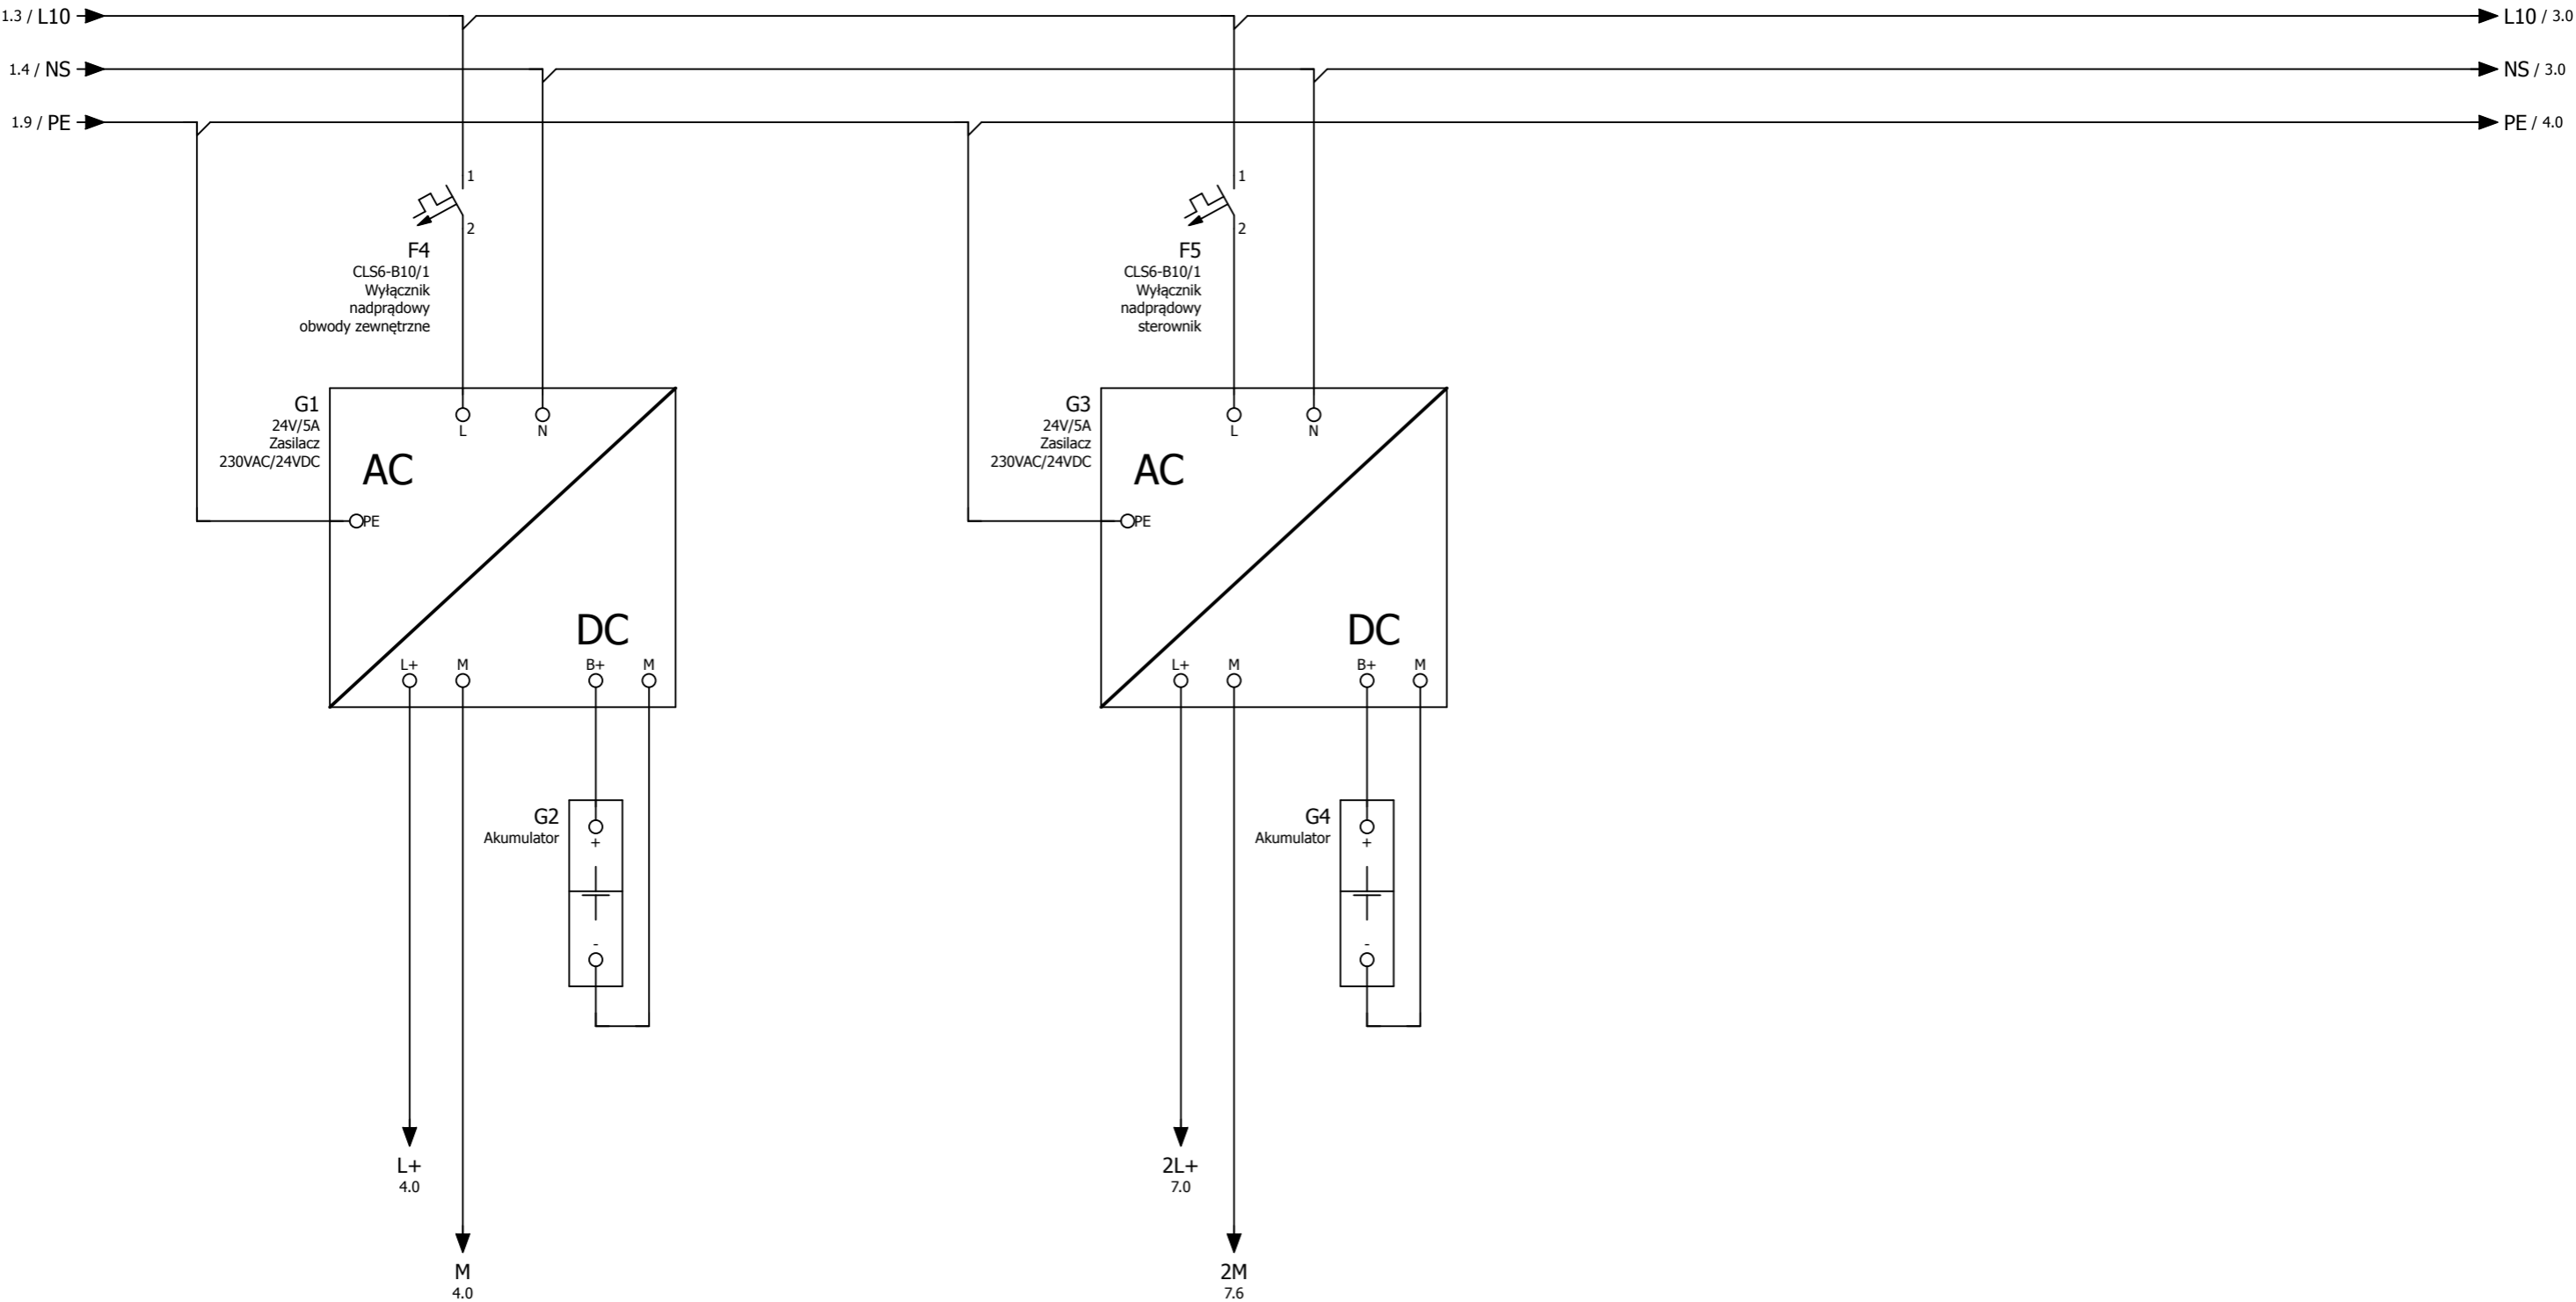 1.3 / L10
L10 / 3.0
1.4 / NS
NS / 3.0
1.9 / PE
PE / 4.0
1
2
F4
CLS6-B10/1
Wyłącznik
nadprądowy
obwody zewnętrzne
1
2
F5
CLS6-B10/1
Wyłącznik
nadprądowy
sterownik
G1
24V/5A
Zasilacz
230VAC/24VDC
L
N
AC
PE
DC
L+
M
B+
M
G3
24V/5A
Zasilacz
230VAC/24VDC
L
N
AC
PE
DC
L+
M
B+
M
G2
Akumulator
+
-
G4
Akumulator
+
-
L+
4.0
M
4.0
2L+
7.0
2M
7.6